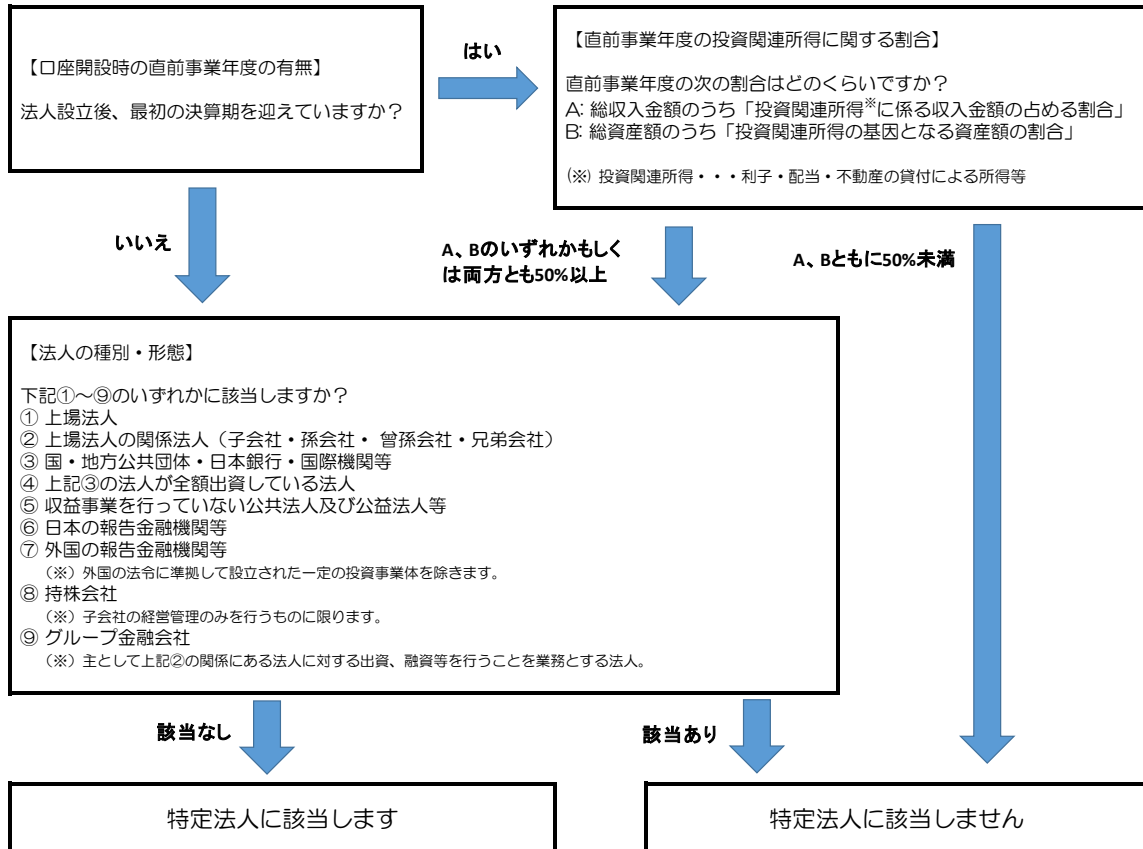 【口座開設時の直前事業年度の有無】
法人設立後、最初の決算期を迎えていますか？
はい
【直前事業年度の投資関連所得に関する割合】
直前事業年度の次の割合はどのくらいですか？
A: 総収入金額のうち「投資関連所得※に係る収入金額の占める割合」
B: 総資産額のうち「投資関連所得の基因となる資産額の割合」
(※) 投資関連所得・・・利子・配当・不動産の貸付による所得等
いいえ
A、Bのいずれかもしく
は両方とも50%以上
A、Bともに50%未満
【法人の種別・形態】
下記①～⑨のいずれかに該当しますか？
① 上場法人
② 上場法人の関係法人（子会社・孫会社・ 曾孫会社・兄弟会社）
③ 国・地方公共団体・日本銀行・国際機関等
④ 上記③の法人が全額出資している法人
⑤ 収益事業を行っていない公共法人及び公益法人等
⑥ 日本の報告金融機関等
⑦ 外国の報告金融機関等
（※）外国の法令に準拠して設立された一定の投資事業体を除きます。
⑧ 持株会社
（※）子会社の経営管理のみを行うものに限ります。
⑨ グループ金融会社
（※）主として上記②の関係にある法人に対する出資、融資等を行うことを業務とする法人。
該当なし
該当あり
特定法人に該当します
特定法人に該当しません